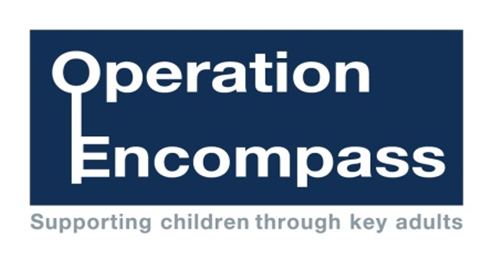 Operation
Encompass
Supporting children through key adults